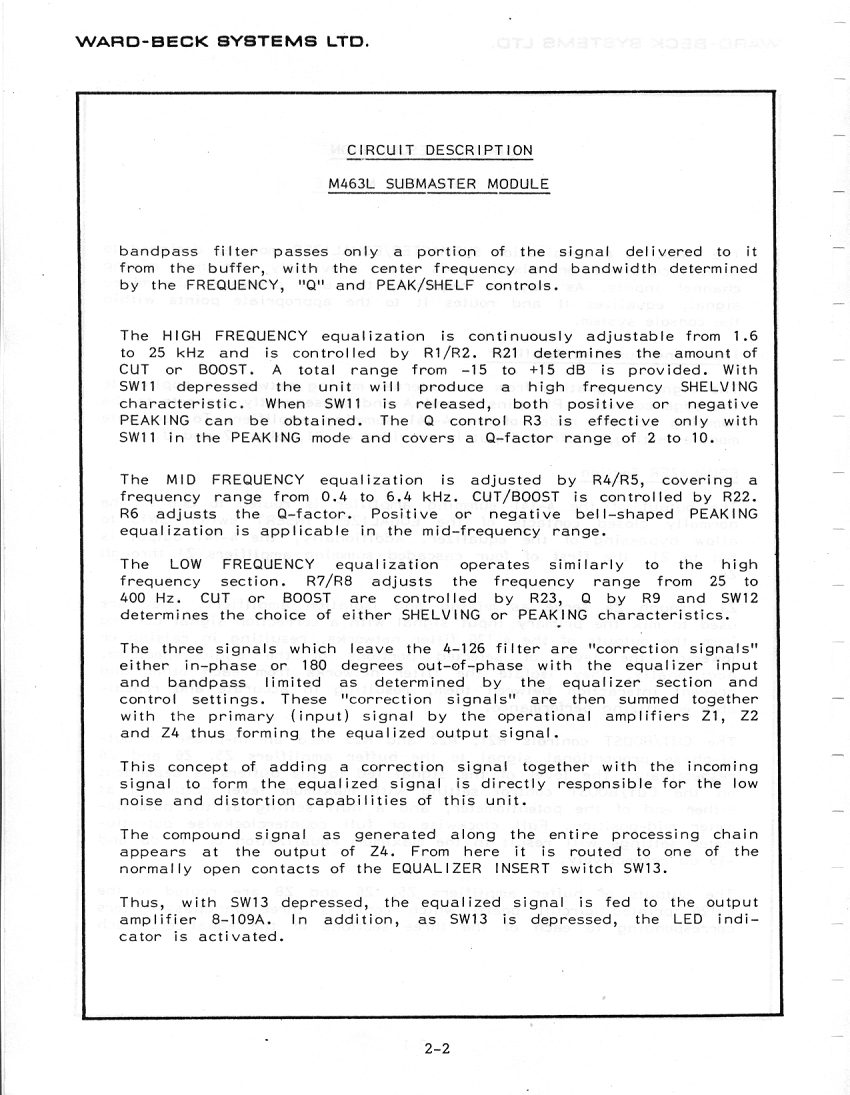 WARD-BECK SYSTEMS LTD.
CIRCUIT DESCRIPTION
M463L SUBMASTER MODULE
bandpass filter passes only a portion of the signal delivered to it
from the buffer, with the center frequency and bandwidth determined
by the FREQUENCY, "Q" and PEAK/SHELF controls.
The HIGH FREQUENCY equalization is continuously adjustable from 1.6
to 25 kHz and is controlled by R1/R2. R21 determines the amount of
CUT or BOOST. A total range from -15 to +15 dB is provided. With
SW11 depressed the unit will produce a high frequency SHELVING
characteristic. When SW11 is released, both positive or negative
PEAKING can be obtained. The Q control R3 is effective only with
SW11 in the PEAKING mode and covers a Q-factor range of 2 to 10.
The MID FREQUENCY equalization is adjusted by R4/R5, covering a
frequency range from 0.4 to 6.4 kHz. CUT/BOOST is controlled by R22.
R6 adjusts the Q-factor. Positive or negative bell-shaped PEAKING
equalization is applicable in the mid-frequency range.
The LOW FREQUENCY equalization operates similarly to the high
frequency section. R7/R8 adjusts the frequency range from 25 to
400 Hz. CUT or BOOST are controlled by R23, Q by R9 and SW12
determines the choice of either SHELVING or PEAKING characteristics.
The three signals which leave the 4-126 filter are "correction signals"
either in-phase or 180 degrees out-of-phase with the equalizer input
and bandpass limited as determined by the equalizer section and
control settings. These "correction signals" are then summed together
with the primary (input) signal by the operational amplifiers Z1, Z2
and Z4 thus forming the equalized output signal.
This concept of adding a correction signal together with the incoming
signal to form the equalized signal is directly responsible for the low
noise and distortion capabilities of this unit.
The compound signal as generated along the entire processing chain
appears at the output of Z4. From here it is routed to one of the
normally open contacts of the EQUALIZER INSERT switch SW13.
Thus, with SW13 depressed, the equalized signal is fed to the output
amplifier 8-109A. In addition, as SW13 is depressed, the LED indi-
cator is activated.
2-2